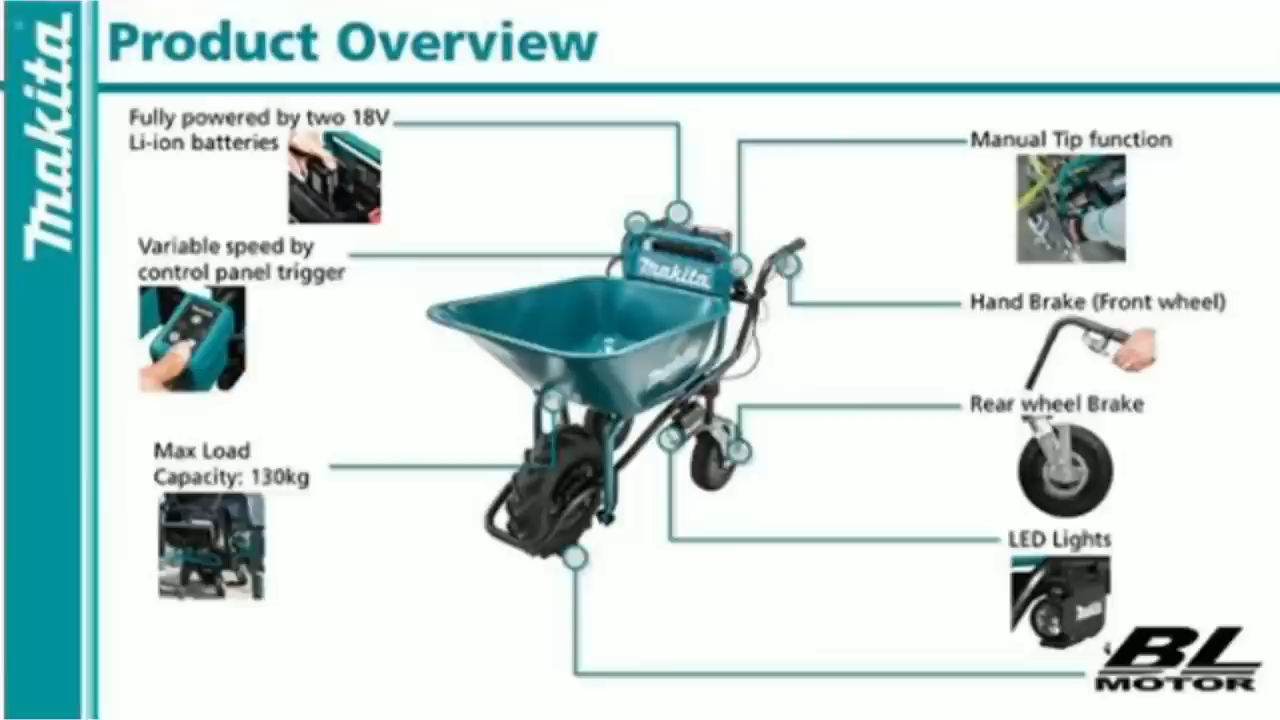 Makita
Product Overview
Fully powered by two 18V
Li-ion batteries
Variable speed by
control panel trigger
Max Load
Capacity: 130kg
Makita
Manual Tip function
Hand Brake (Front wheel)
Rear wheel Brake
LED Lights
Makita
BL
MOTOR